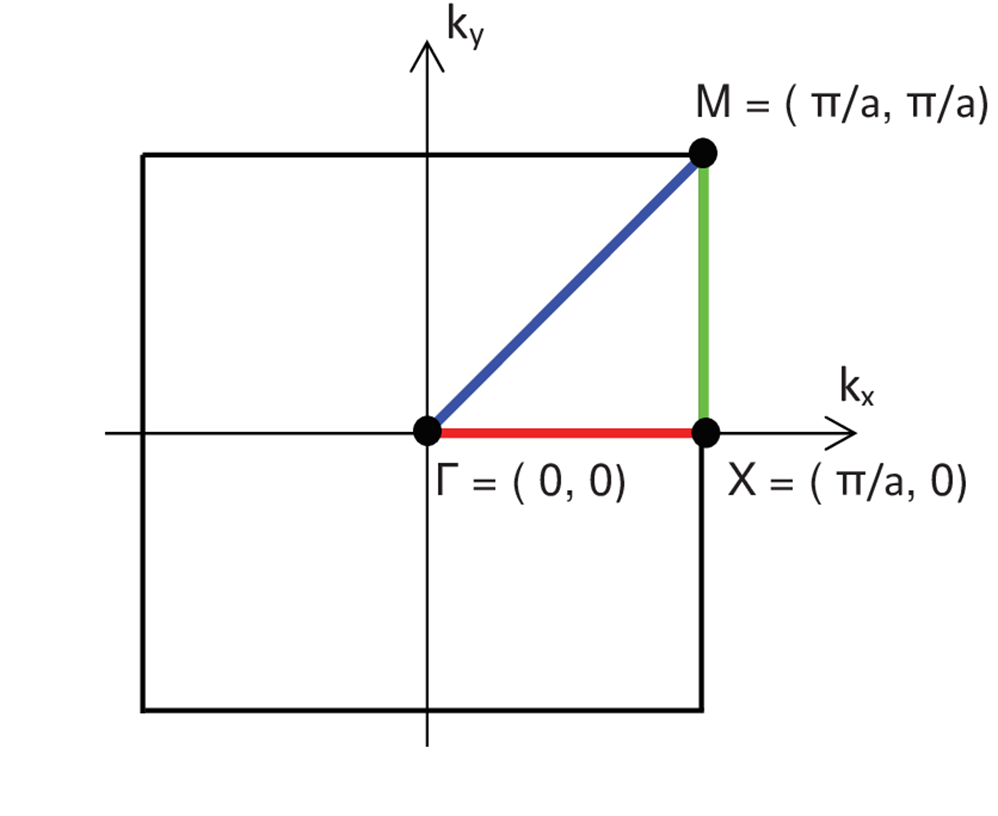 ky
M = ( π/a, π/a)
kx
Γ = ( 0, 0)
X = ( π/a, 0)